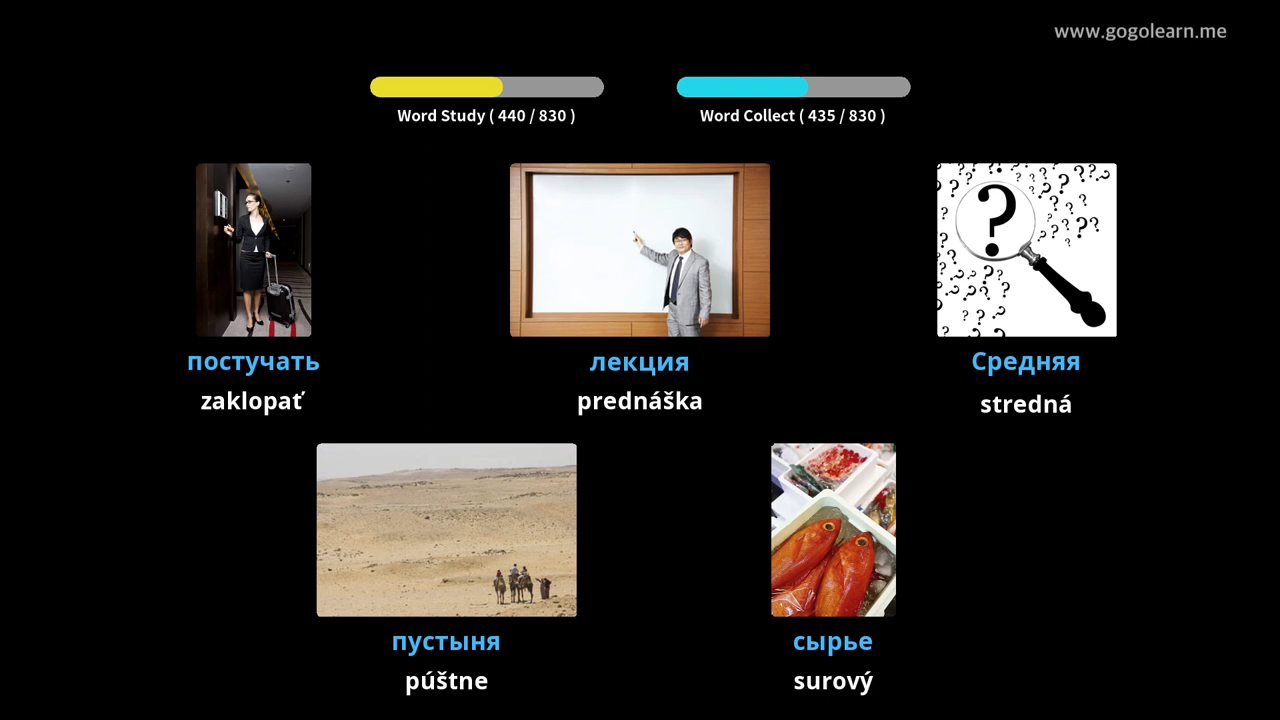 www.gogolearn.me
Word Study ( 440 / 830 )
Word Collect ( 435 / 830 )
постучать
zaklopať
лекция
prednáška
Средняя
stredná
пустыня
púštne
сырье
surový